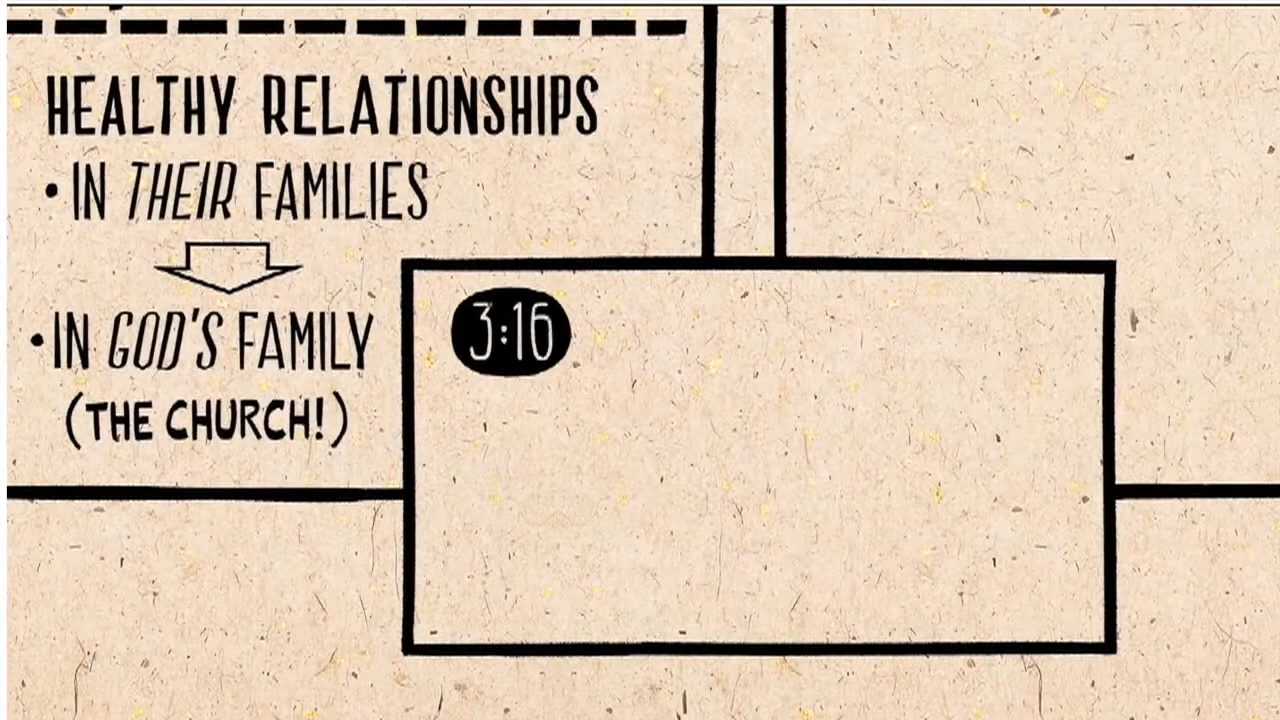 HEALTHY RELATIONSHIPS
• IN THEIR FAMILIES
• IN GOD'S FAMILY
(THE CHURCH!)
3:16